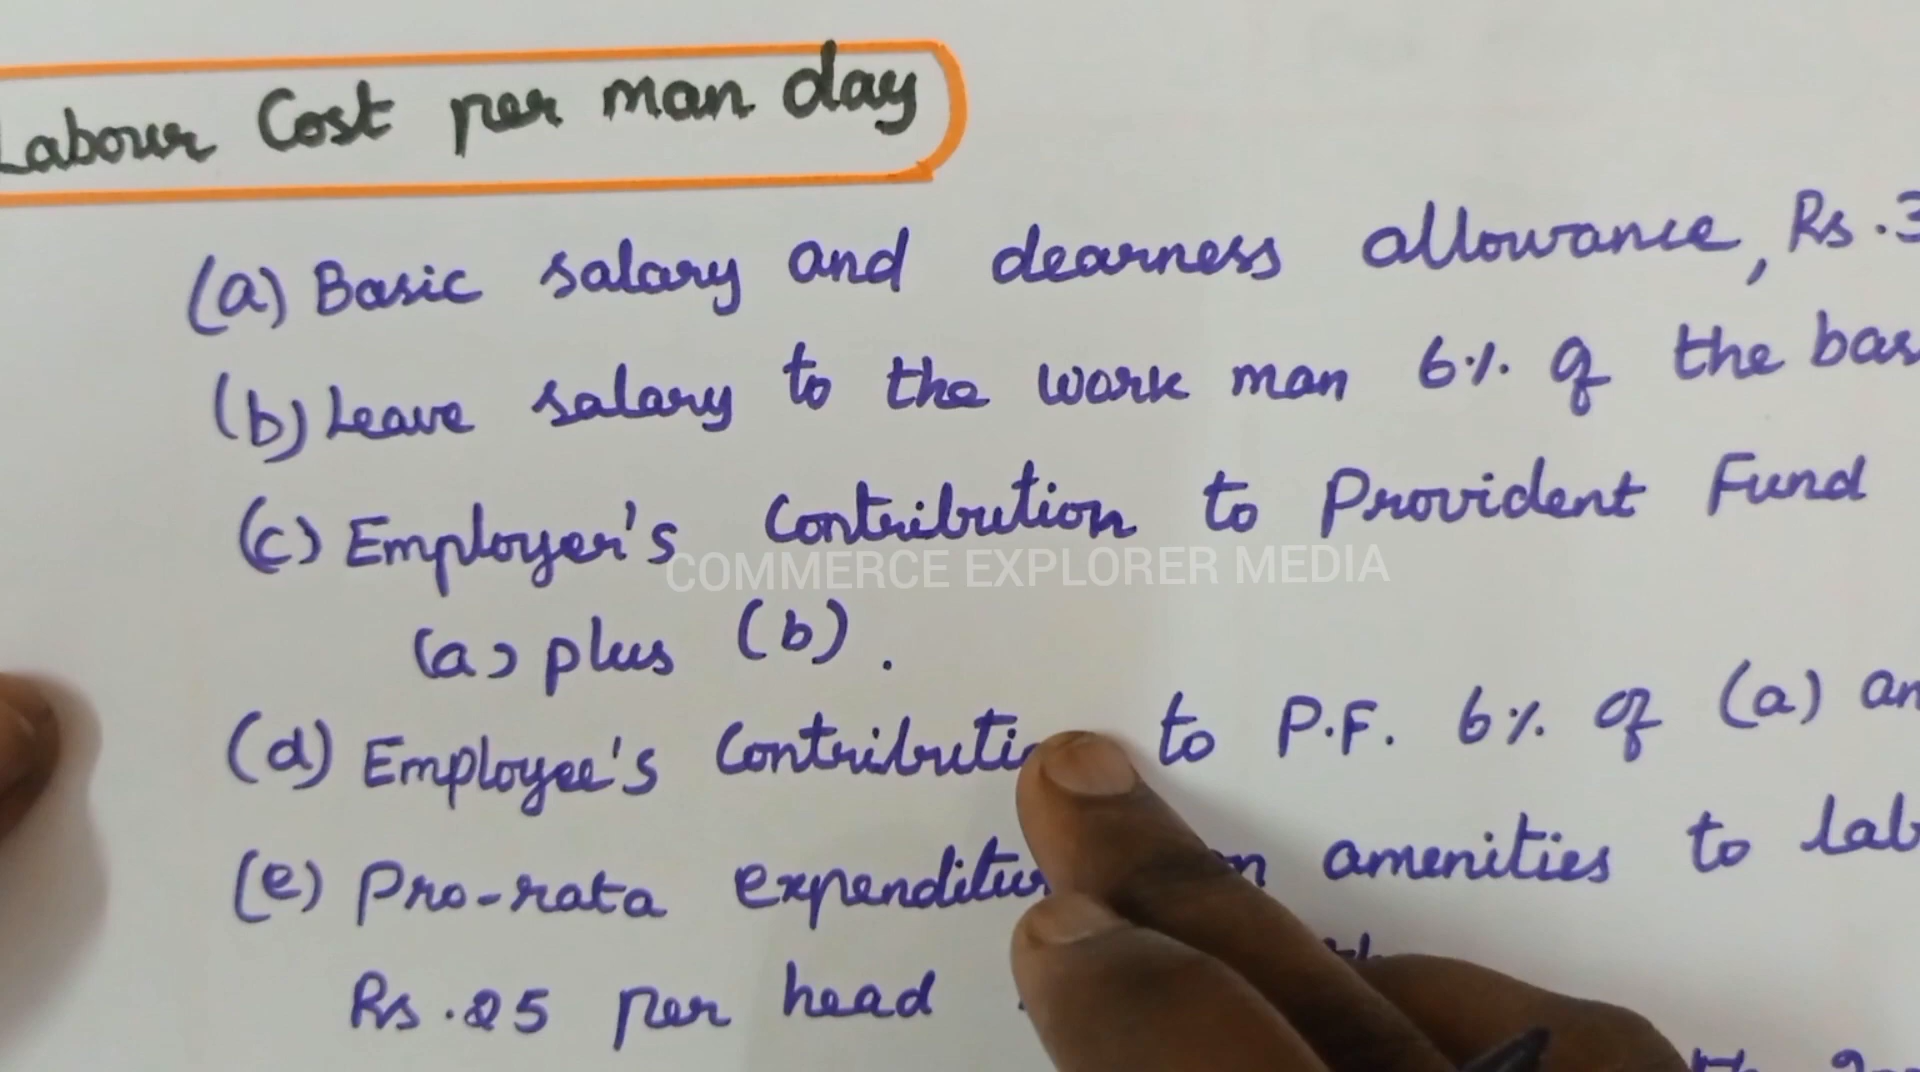 Labour Cost per man day
(a) Basic salary and dearness allowance, Rs.3
(b) Leave salary to the work man 6% of the bas
(c) Employer's Contribution to Provident Fund
COMMERCE EXPLORER MEDIA
(a) plus (b).
(d) Employee's to P.F. 6% of (a)
(e) Pro-rata amenities to
Rs.25 per head